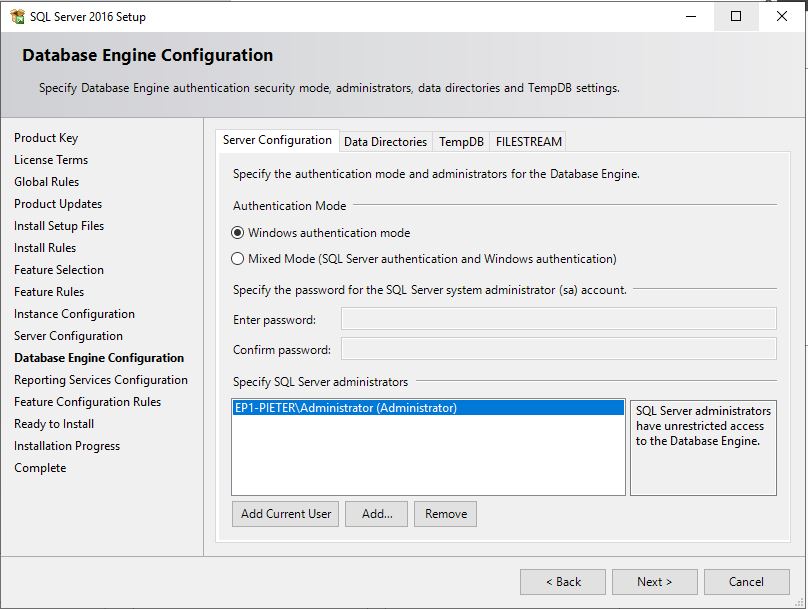 SQL Server 2016 Setup
Database Engine Configuration
Specify Database Engine authentication security mode, administrators, data directories and TempDB settings.
Product Key
License Terms
Global Rules
Product Updates
Install Setup Files
Install Rules
Feature Selection
Feature Rules
Instance Configuration
Server Configuration
Database Engine Configuration
Reporting Services Configuration
Feature Configuration Rules
Ready to Install
Installation Progress
Complete
Server Configuration Data Directories TempDB FILESTREAM
Specify the authentication mode and administrators for the Database Engine.
Authentication Mode
Windows authentication mode
Mixed Mode (SQL Server authentication and Windows authentication)
Specify the password for the SQL Server system administrator (sa) account.
Enter password:
Confirm password:
Specify SQL Server administrators
EP1-PIETER\Administrator (Administrator)
SQL Server administrators
have unrestricted access
to the Database Engine.
Add Current User Add... Remove
< Back Next > Cancel